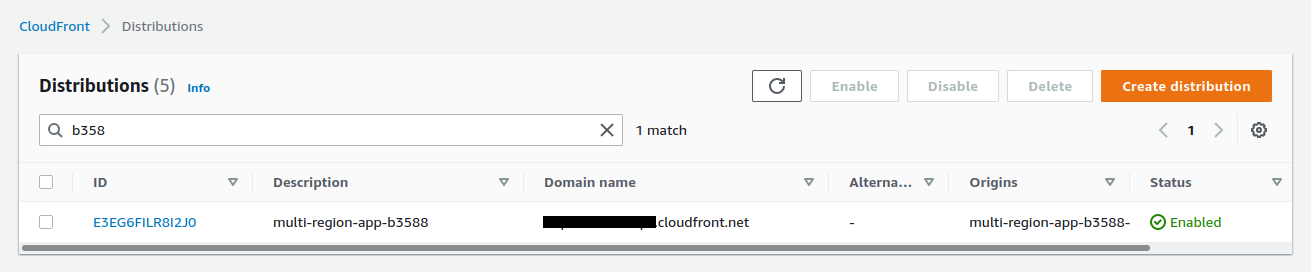 CloudFront Distributions
Distributions (5) Info
Enable Disable Delete Create distribution
b358 1 match 1
ID Description Domain name Alterna... Origins Status
E3EG6FILR8I2J0 multi-region-app-b3588 .cloudfront.net - multi-region-app-b3588- Enabled